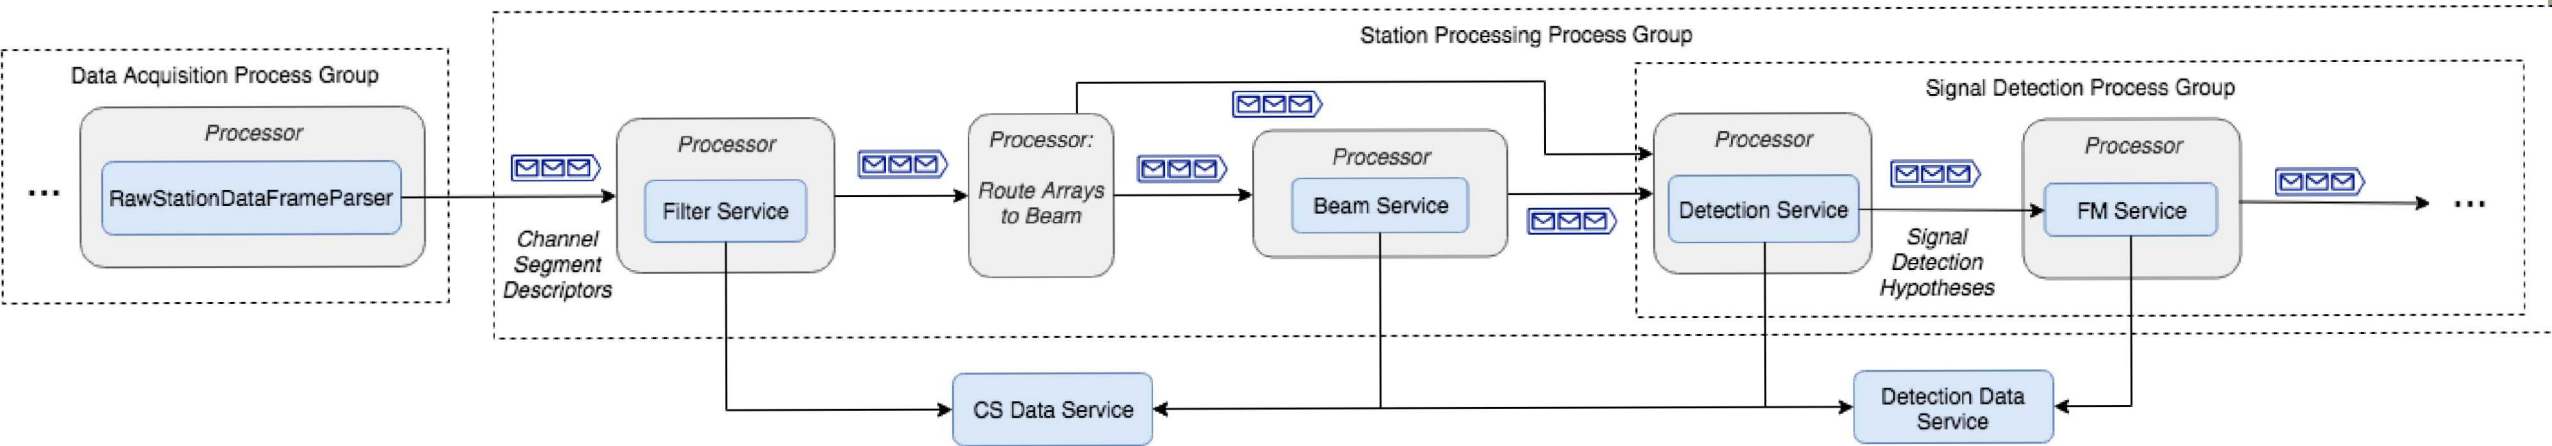 Station Processing Process Group
Data Acquisition Process Group
Processor
RawStationDataFrameParser
...
Channel
Segment
Descriptors
Processor
Filter Service
Processor:
Route Arrays
to Beam
Processor
Beam Service
Signal Detection Process Group
Processor
Detection Service
Signal
Detection
Hypotheses
Processor
FM Service
...
CS Data Service
Detection Data
Service